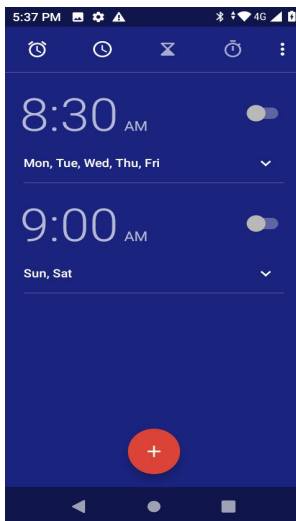 5:37 PM 4G
8:30 AM
Mon, Tue, Wed, Thu, Fri
9:00 AM
Sun, Sat